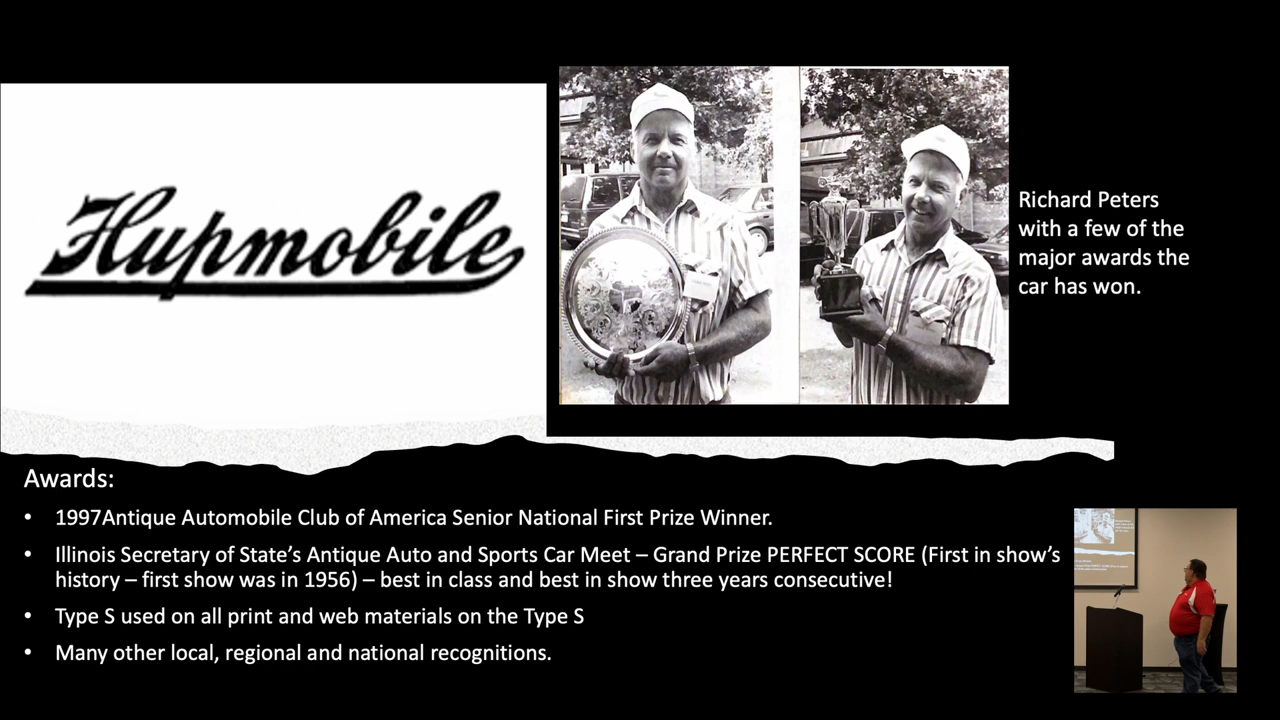 Hupmobile
Richard Peters
with a few of the
major awards the
car has won.
Awards:
• 1997Antique Automobile Club of America Senior National First Prize Winner.
• Illinois Secretary of State’s Antique Auto and Sports Car Meet – Grand Prize PERFECT SCORE (First in show’s
history – first show was in 1956) – best in class and best in show three years consecutive!
• Type S used on all print and web materials on the Type S
• Many other local, regional and national recognitions.